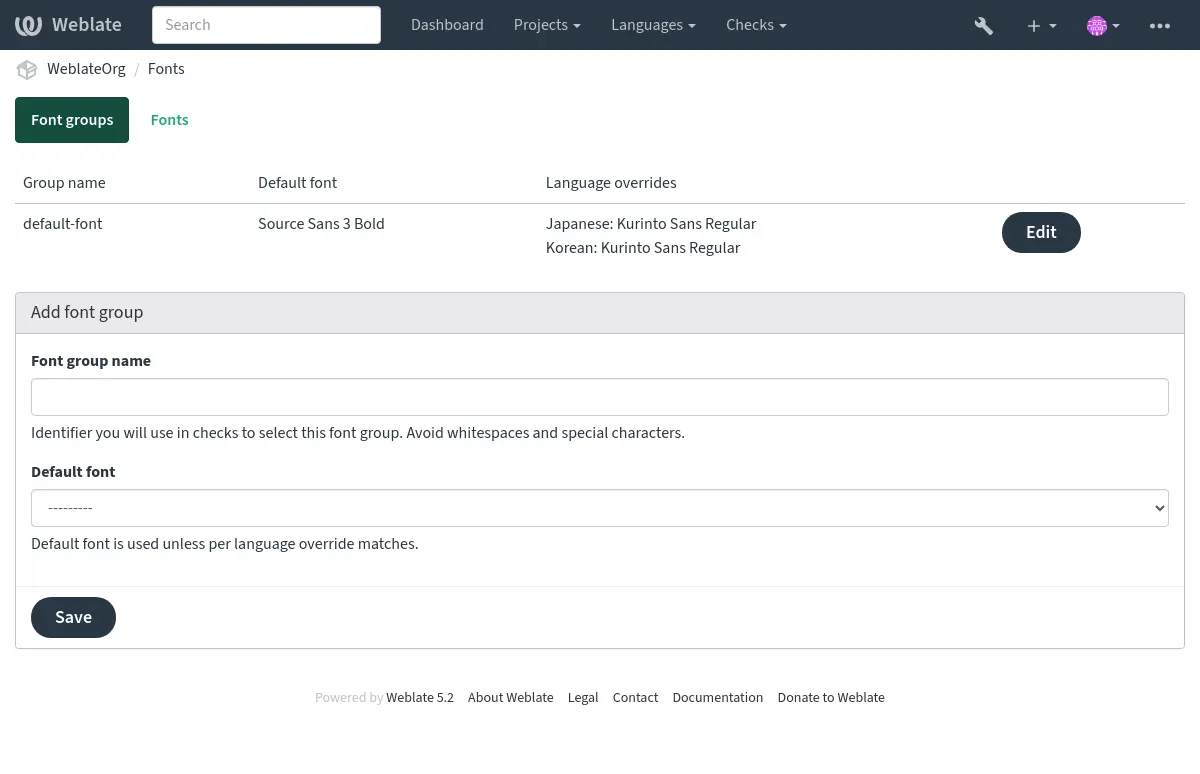 Weblate Search Dashboard Projects Languages Checks
WeblateOrg / Fonts
Font groups Fonts
Group name Default font Language overrides
default-font Source Sans 3 Bold Japanese: Kurinto Sans Regular Edit
Korean: Kurinto Sans Regular
Add font group
Font group name
Identifier you will use in checks to select this font group. Avoid whitespaces and special characters.
Default font
---------
Default font is used unless per language override matches.
Save
Powered by Weblate 5.2 About Weblate Legal Contact Documentation Donate to Weblate